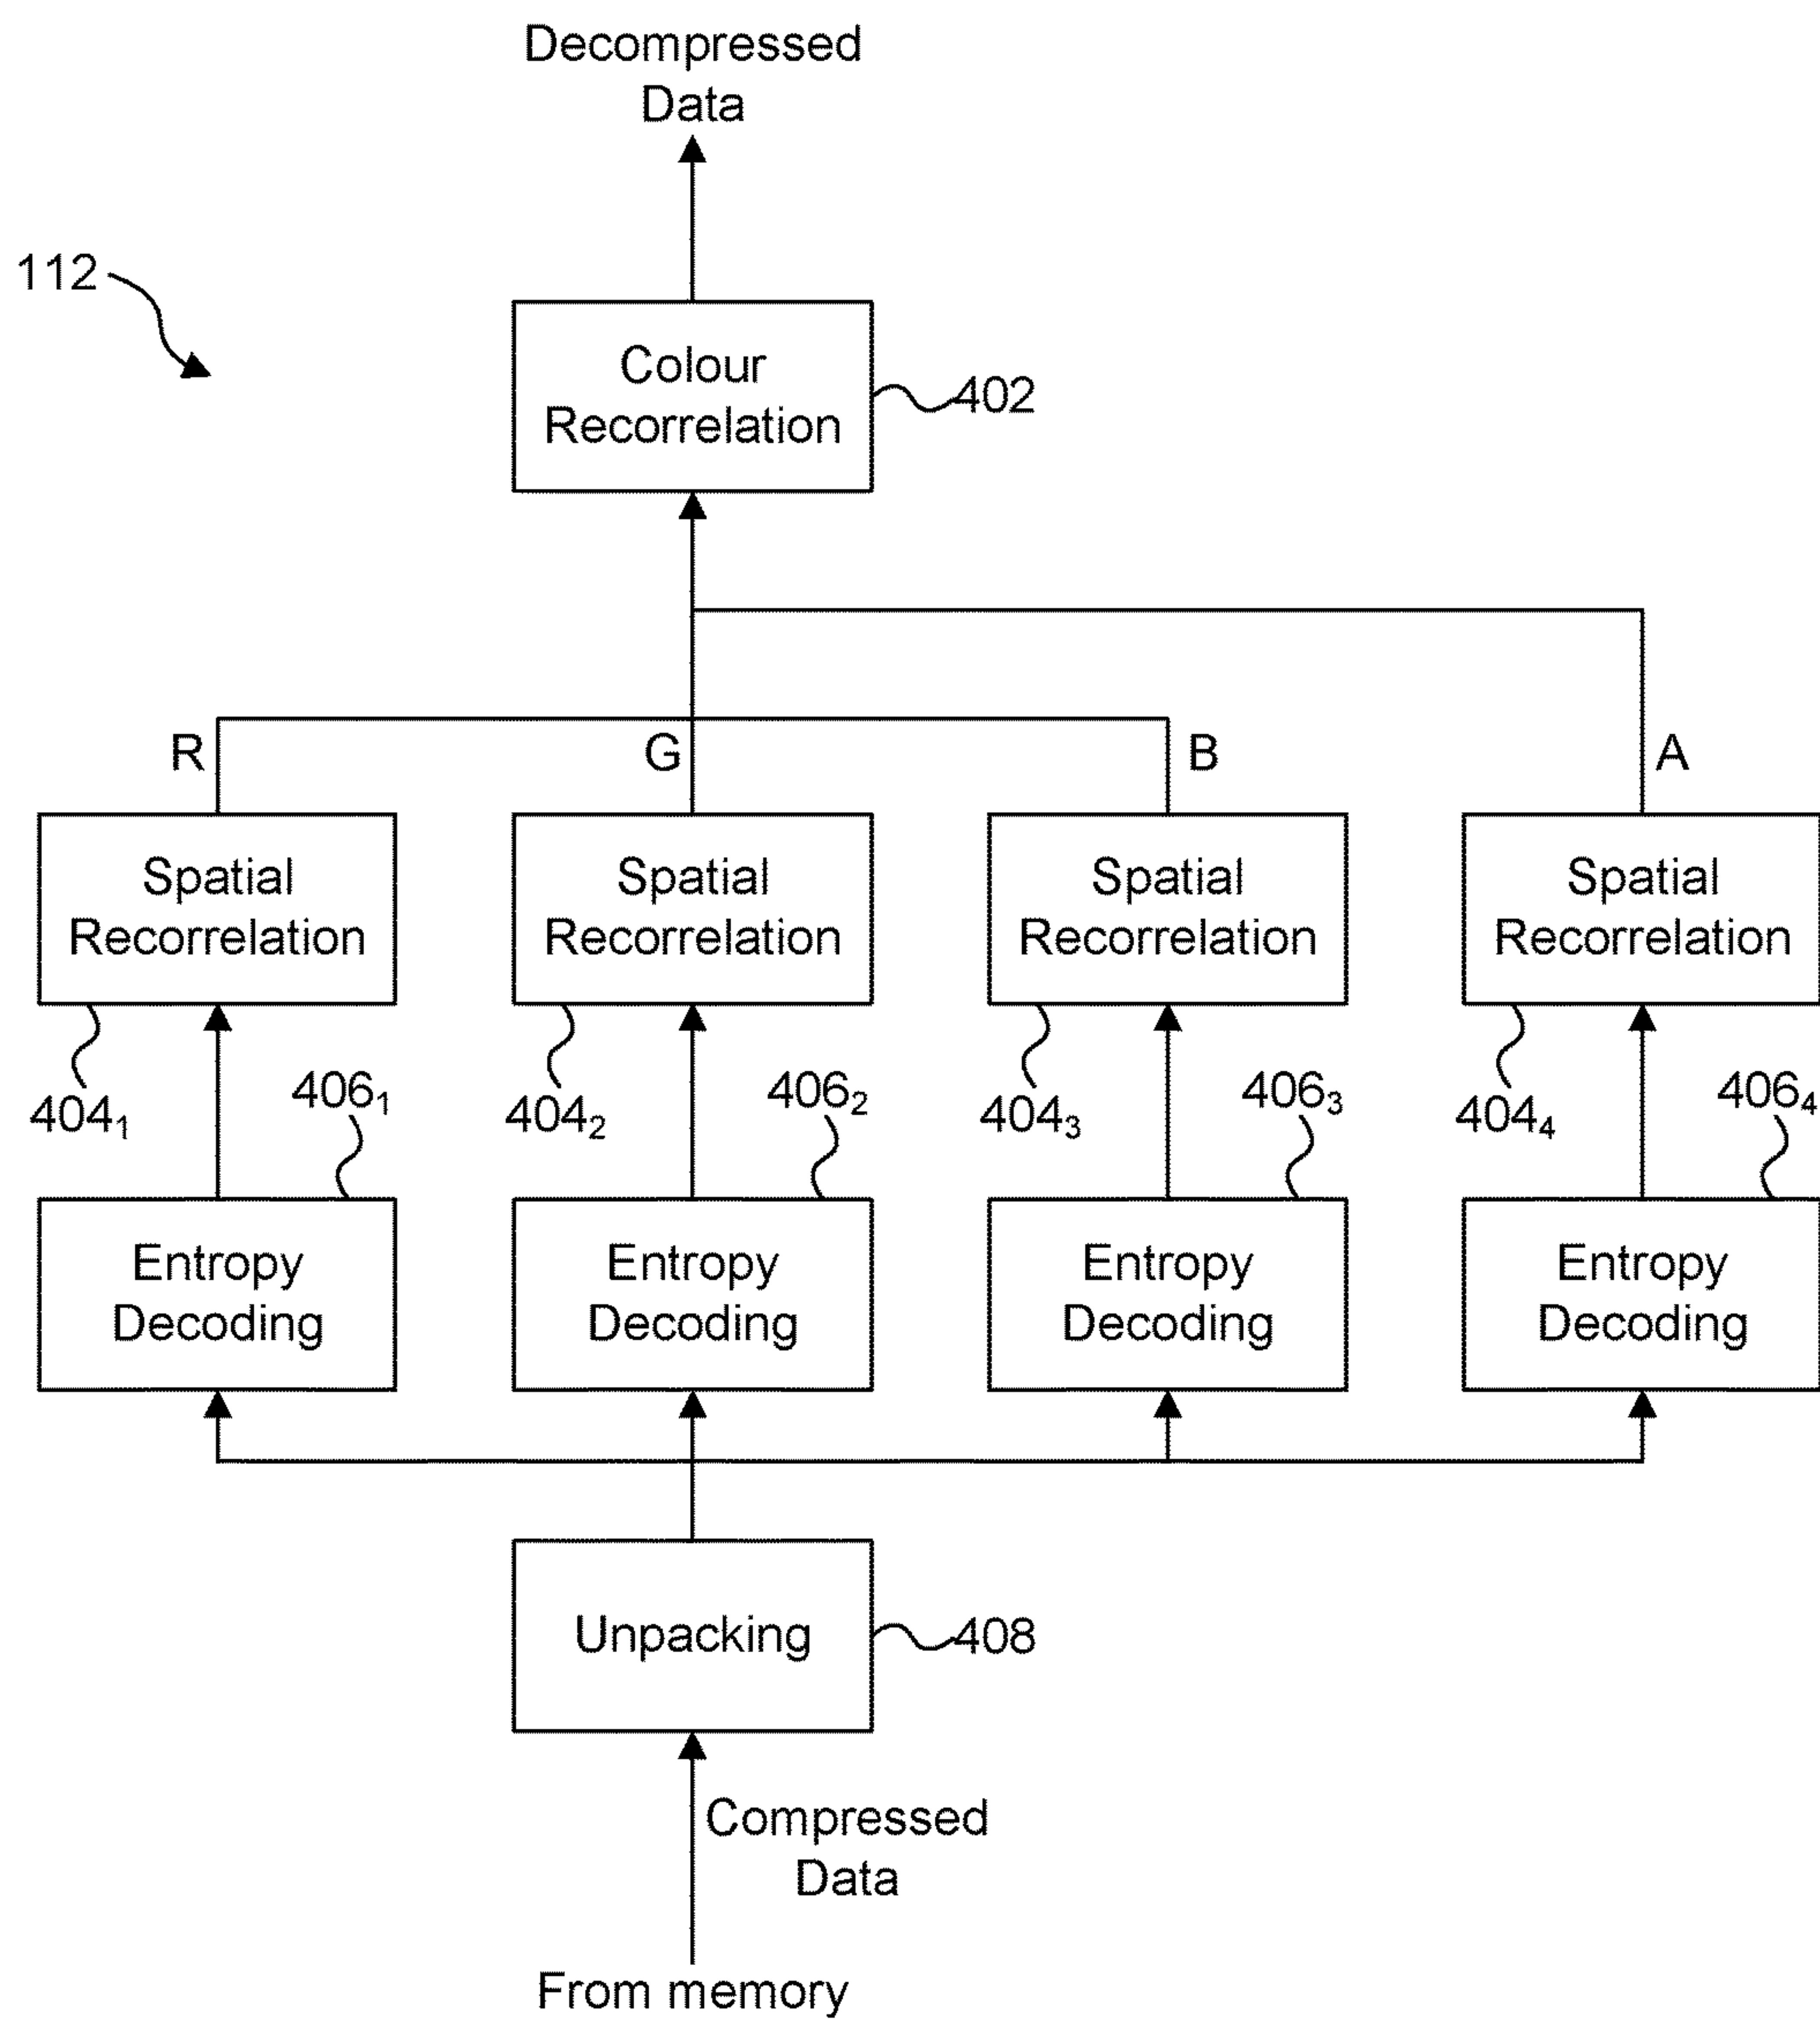 Decompressed
Data
112
Colour
Recorrelation
402
R
G
B
A
Spatial
Recorrelation
Spatial
Recorrelation
Spatial
Recorrelation
Spatial
Recorrelation
404₁
406₁
404₂
406₂
404₃
406₃
404₄
406₄
Entropy
Decoding
Entropy
Decoding
Entropy
Decoding
Entropy
Decoding
Unpacking
408
Compressed
Data
From memory